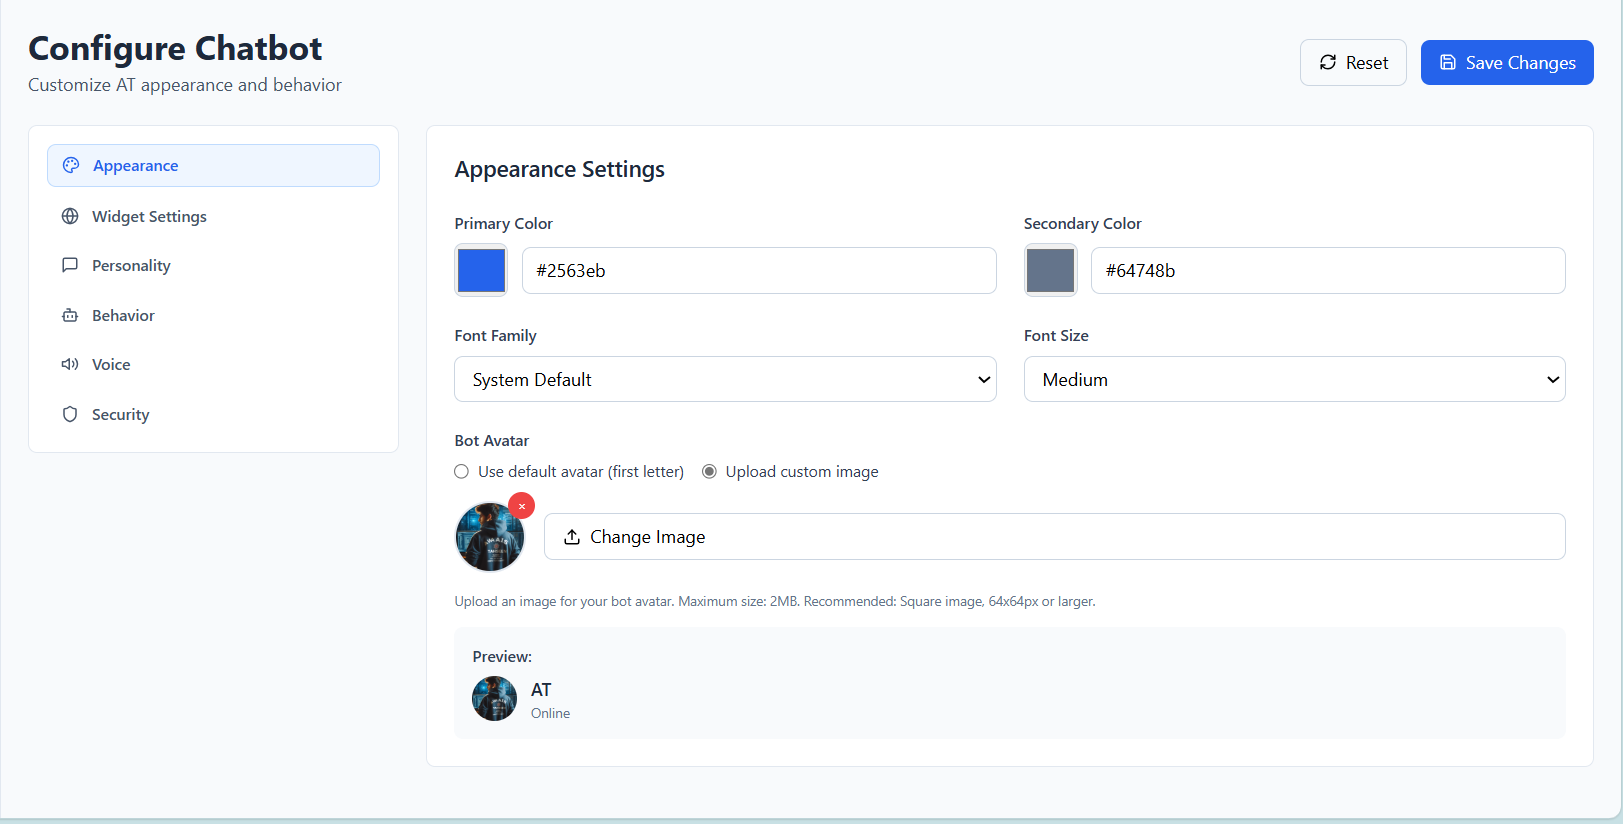 Configure Chatbot
Customize AT appearance and behavior
Reset
Save Changes
Appearance
Widget Settings
Personality
Behavior
Voice
Security
Appearance Settings
Primary Color
#2563eb
Secondary Color
#64748b
Font Family
System Default
Font Size
Medium
Bot Avatar
Use default avatar (first letter)
Upload custom image
Change Image
Upload an image for your bot avatar. Maximum size: 2MB. Recommended: Square image, 64x64px or larger.
Preview:
AT
Online